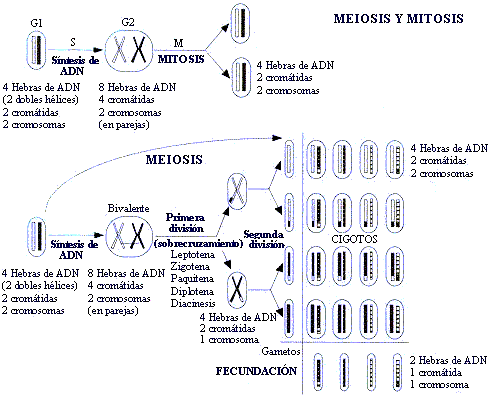 MEIOSIS Y MITOSIS
G1
G2
S
M
Síntesis de
ADN
MITOSIS
4 Hebras de ADN
(2 dobles hélices)
2 cromátidas
2 cromosomas
8 Hebras de ADN
4 cromátidas
2 cromosomas
(en parejas)
4 Hebras de ADN
2 cromátidas
2 cromosomas
MEIOSIS
Bivalente
Síntesis de
ADN
4 Hebras de ADN
(2 dobles hélices)
2 cromátidas
2 cromosomas
8 Hebras de ADN
4 cromátidas
2 cromosomas
(en parejas)
Primera
división
(sobrecruzamiento)
Leptotena
Zigotena
Paquitena
Diplotena
Diacinesis
4 Hebras de ADN
2 cromátidas
1 cromosoma
Segunda
división
CIGOTOS
4 Hebras de ADN
2 cromátidas
2 cromosomas
Gametos
FECUNDACIÓN
2 Hebras de ADN
1 cromátida
1 cromosoma